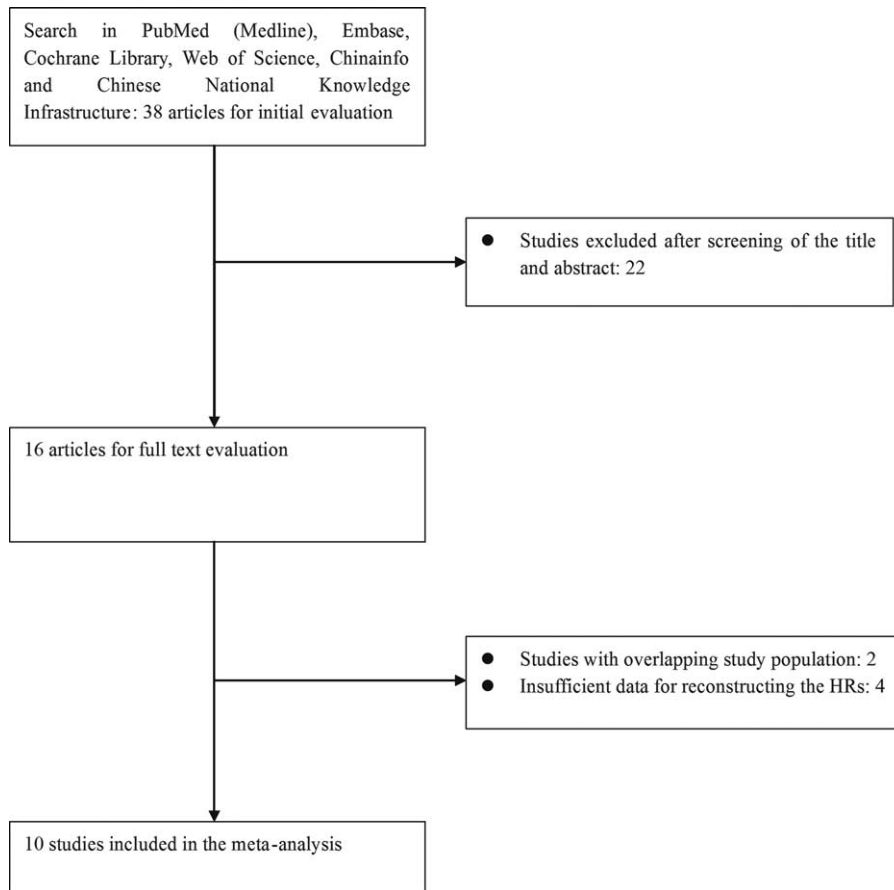 Search in PubMed (Medline), Embase,
Cochrane Library, Web of Science, Chinainfo
and Chinese National Knowledge
Infrastructure: 38 articles for initial evaluation
● Studies excluded after screening of the title
and abstract: 22
16 articles for full text evaluation
● Studies with overlapping study population: 2
● Insufficient data for reconstructing the HRs: 4
10 studies included in the meta-analysis